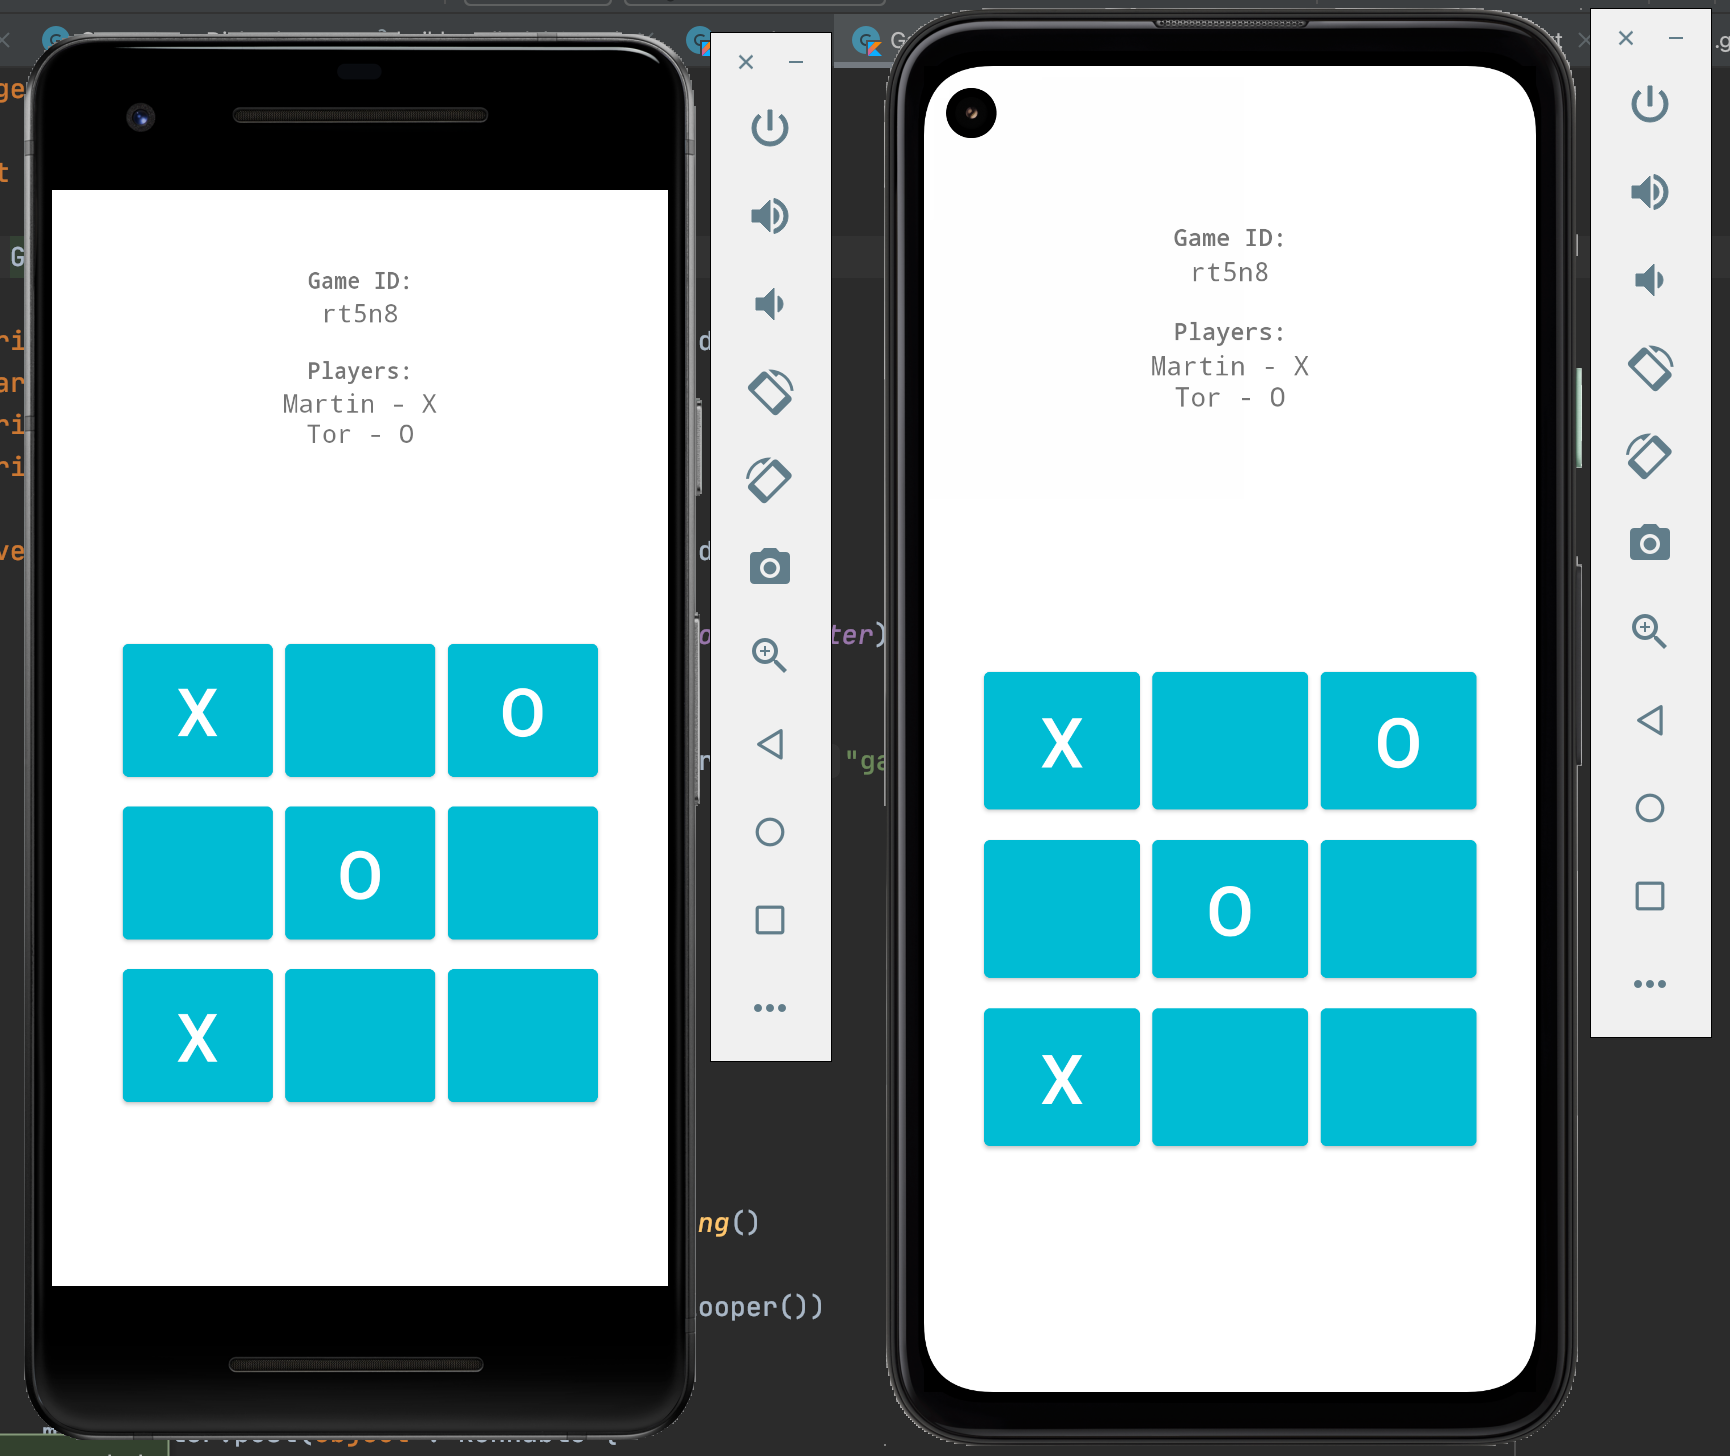 Game ID:
rt5n8
Players:
Martin - X
Tor - O
X O
O
X
Game ID:
rt5n8
Players:
Martin - X
Tor - O
X O
O
X
ter)
"ga
ng()
ooper())